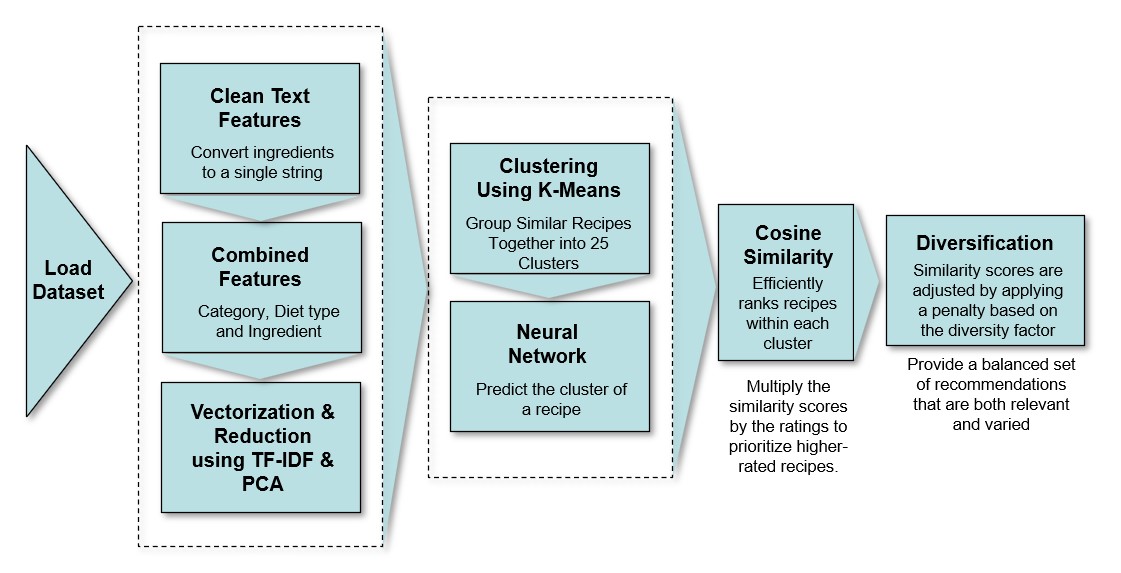 Load
Dataset
Clean Text
Features
Convert ingredients
to a single string
Combined
Features
Category, Diet type
and Ingredient
Vectorization &
Reduction
using TF-IDF &
PCA
Clustering
Using K-Means
Group Similar Recipes
Together into 25
Clusters
Neural
Network
Predict the cluster of
a recipe
Cosine
Similarity
Efficiently
ranks recipes
within each
cluster
Multiply the
similarity scores
by the ratings to
prioritize higher-
rated recipes.
Diversification
Similarity scores are
adjusted by applying
a penalty based on
the diversity factor
Provide a balanced set
of recommendations
that are both relevant
and varied